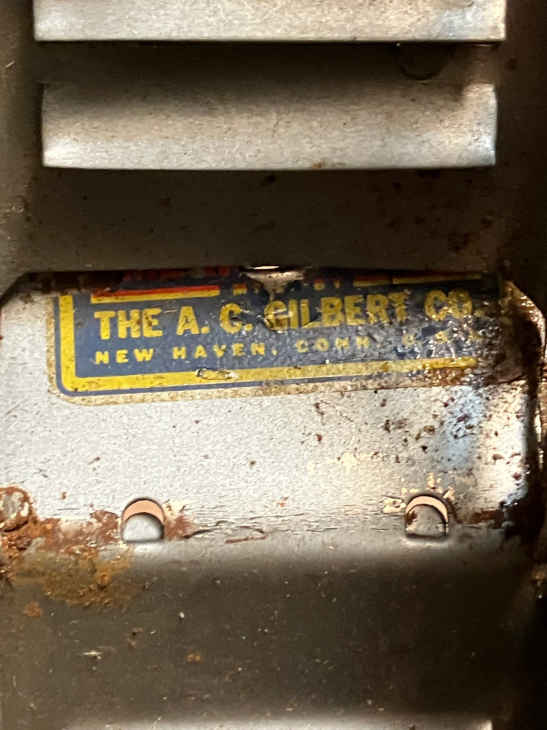 THE A. C. GILBERT CO.
NEW HAVEN, CONN. U. S. A.